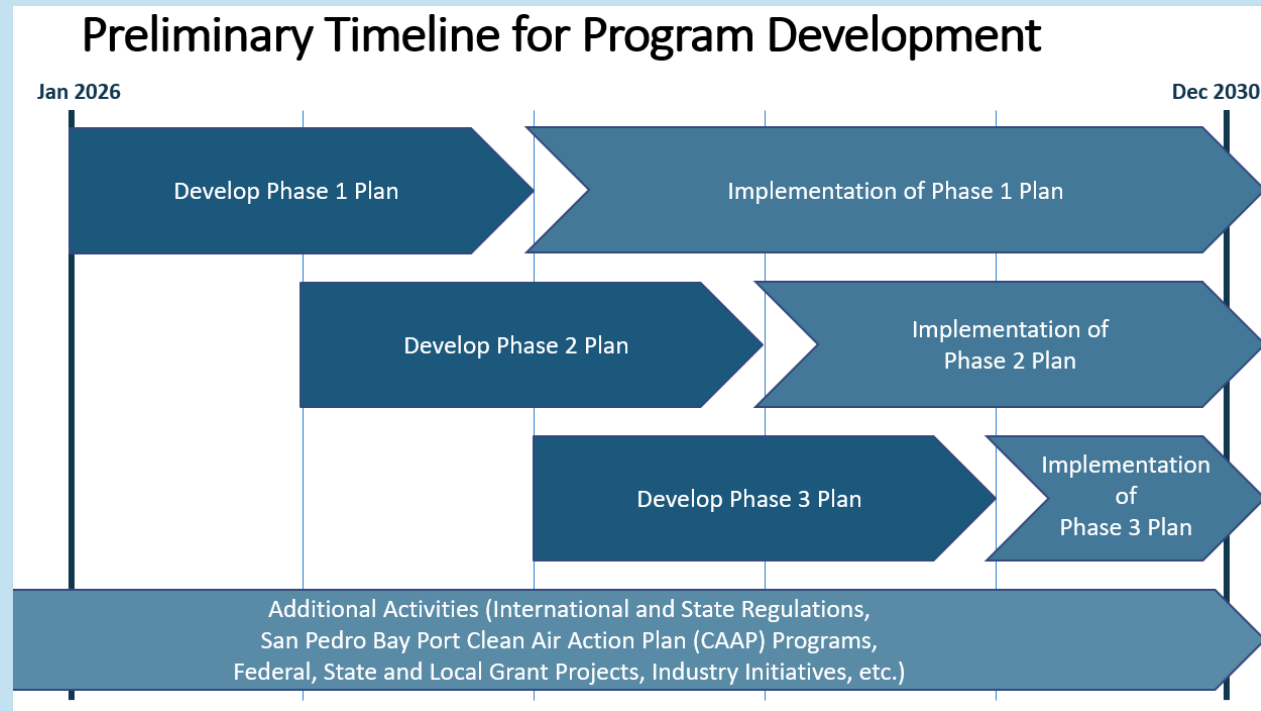 Preliminary Timeline for Program Development
Jan 2026
Dec 2030
Develop Phase 1 Plan
Implementation of Phase 1 Plan
Develop Phase 2 Plan
Implementation of
Phase 2 Plan
Develop Phase 3 Plan
Implementation
of
Phase 3 Plan
Additional Activities (International and State Regulations,
San Pedro Bay Port Clean Air Action Plan (CAAP) Programs,
Federal, State and Local Grant Projects, Industry Initiatives, etc.)